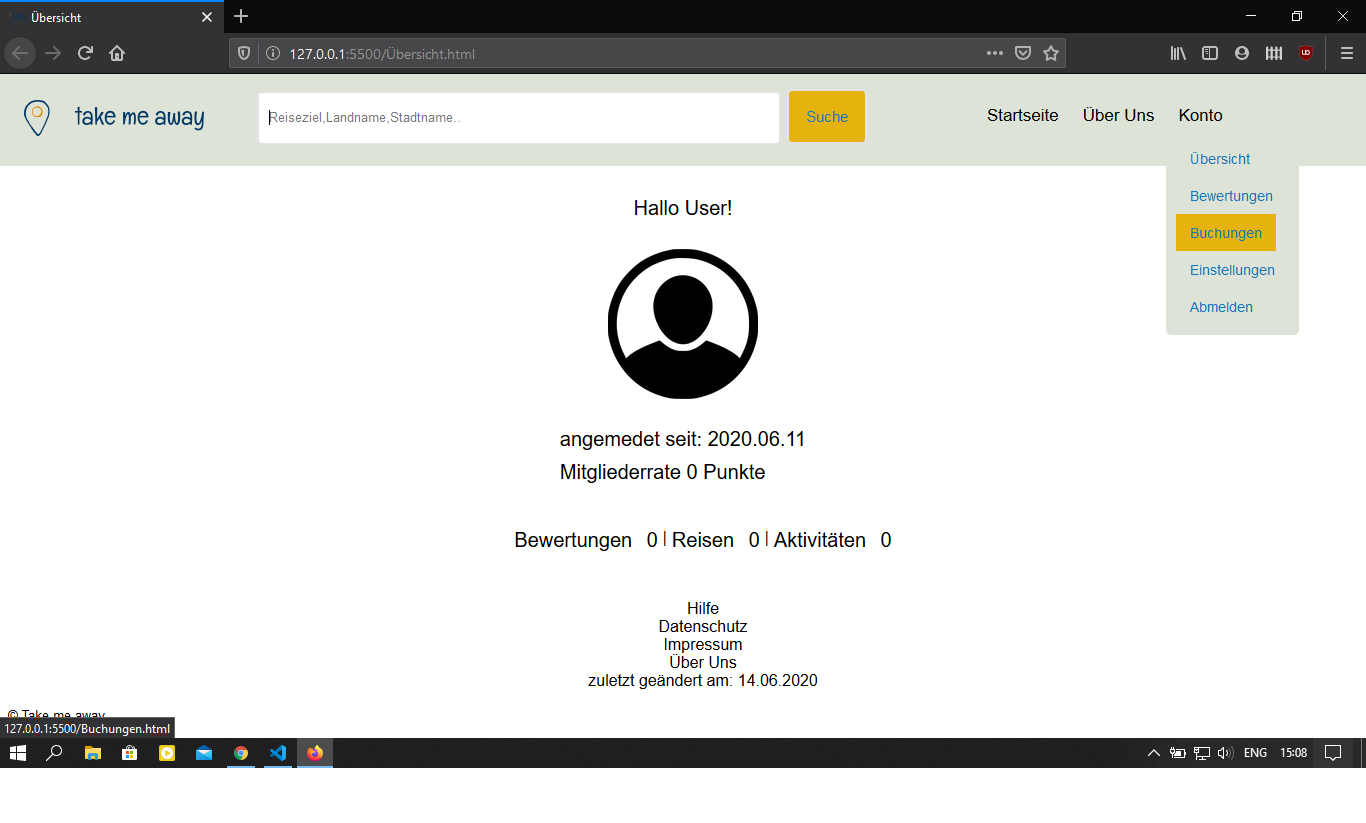 Übersicht
127.0.0.1:5500/Übersicht.html
UD
take me away
Reiseziel,Landname,Stadtname..
Suche
Startseite Über Uns Konto
Übersicht
Bewertungen
Buchungen
Einstellungen
Abmelden
Hallo User!
angemedet seit: 2020.06.11
Mitgliederrate 0 Punkte
Bewertungen 0 | Reisen 0 | Aktivitäten 0
Hilfe
Datenschutz
Impressum
Über Uns
zuletzt geändert am: 14.06.2020
© Take me away
127.0.0.1:5500/Buchungen.html
ENG 15:08